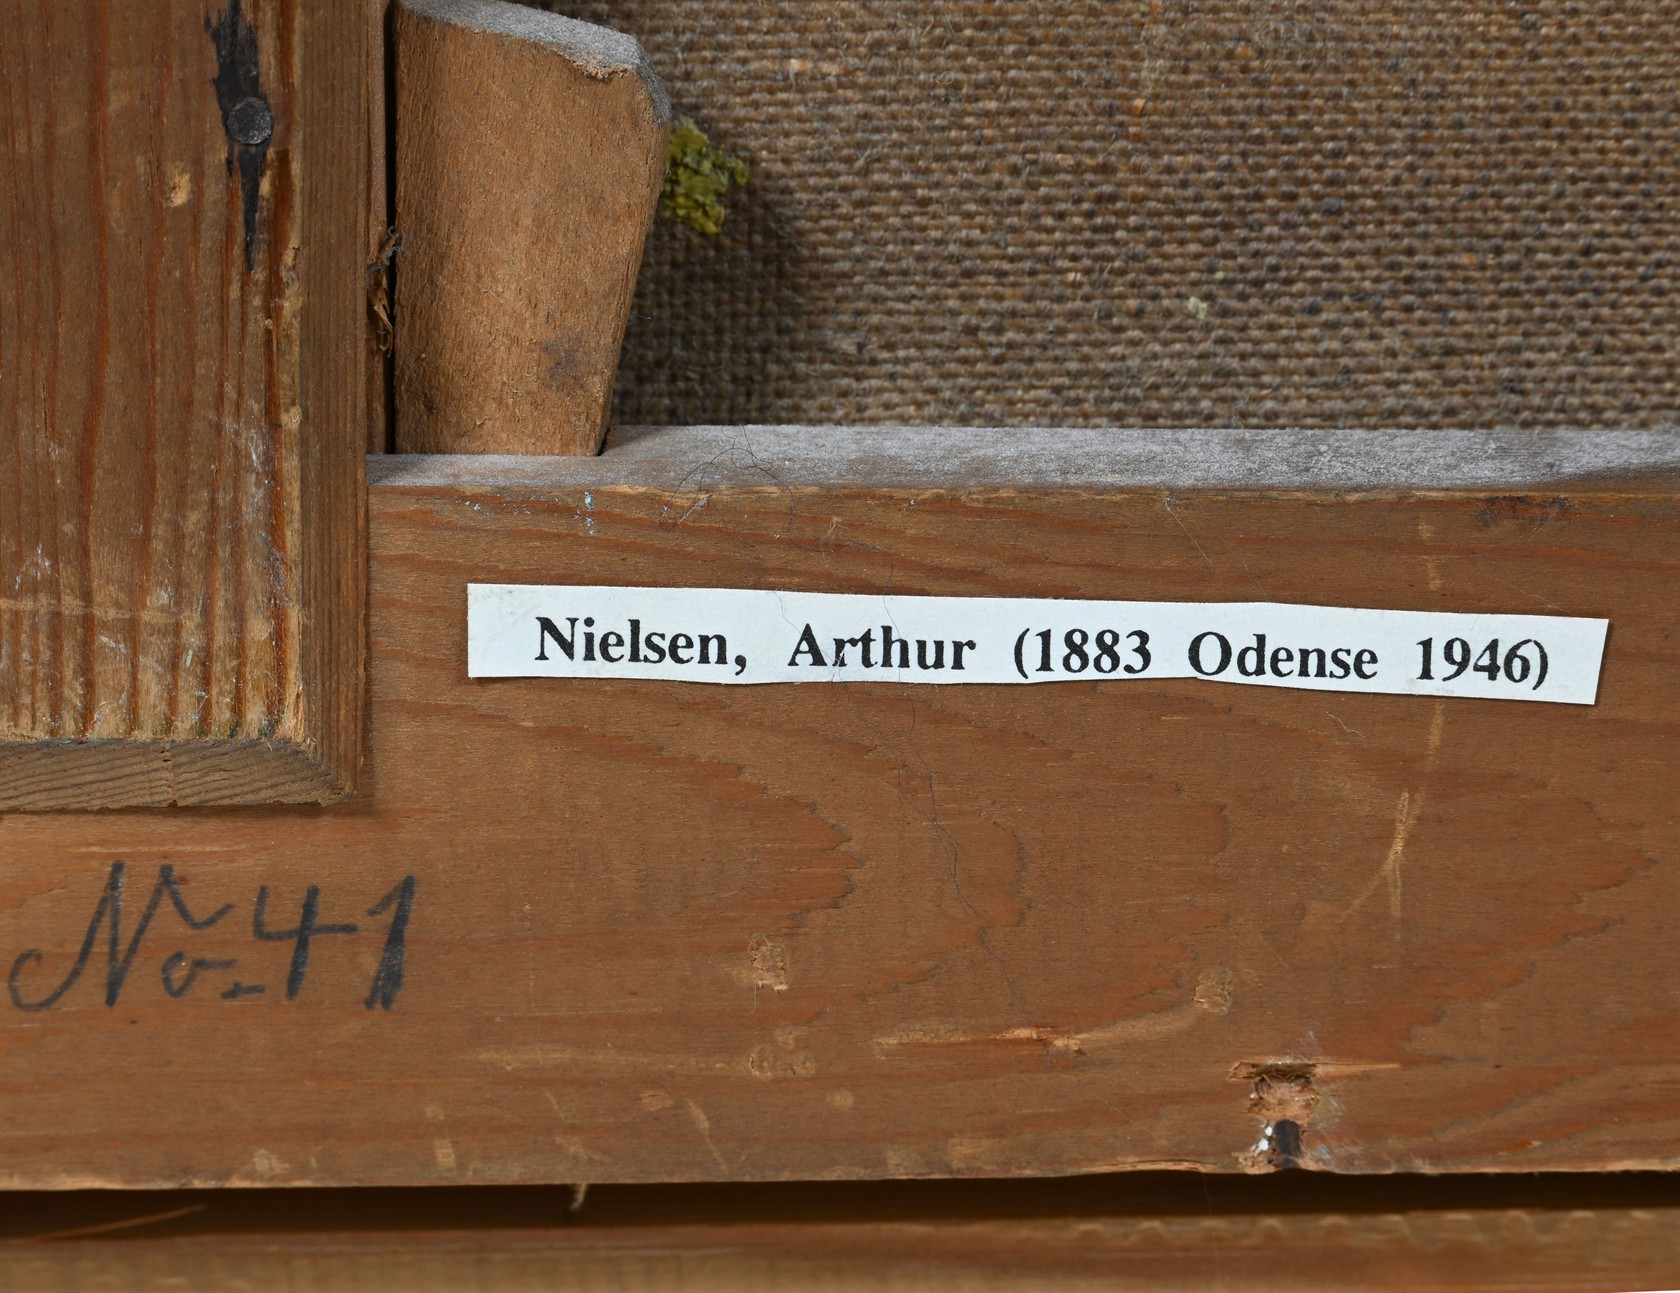 Nielsen, Arthur (1883 Odense 1946)
No. 41